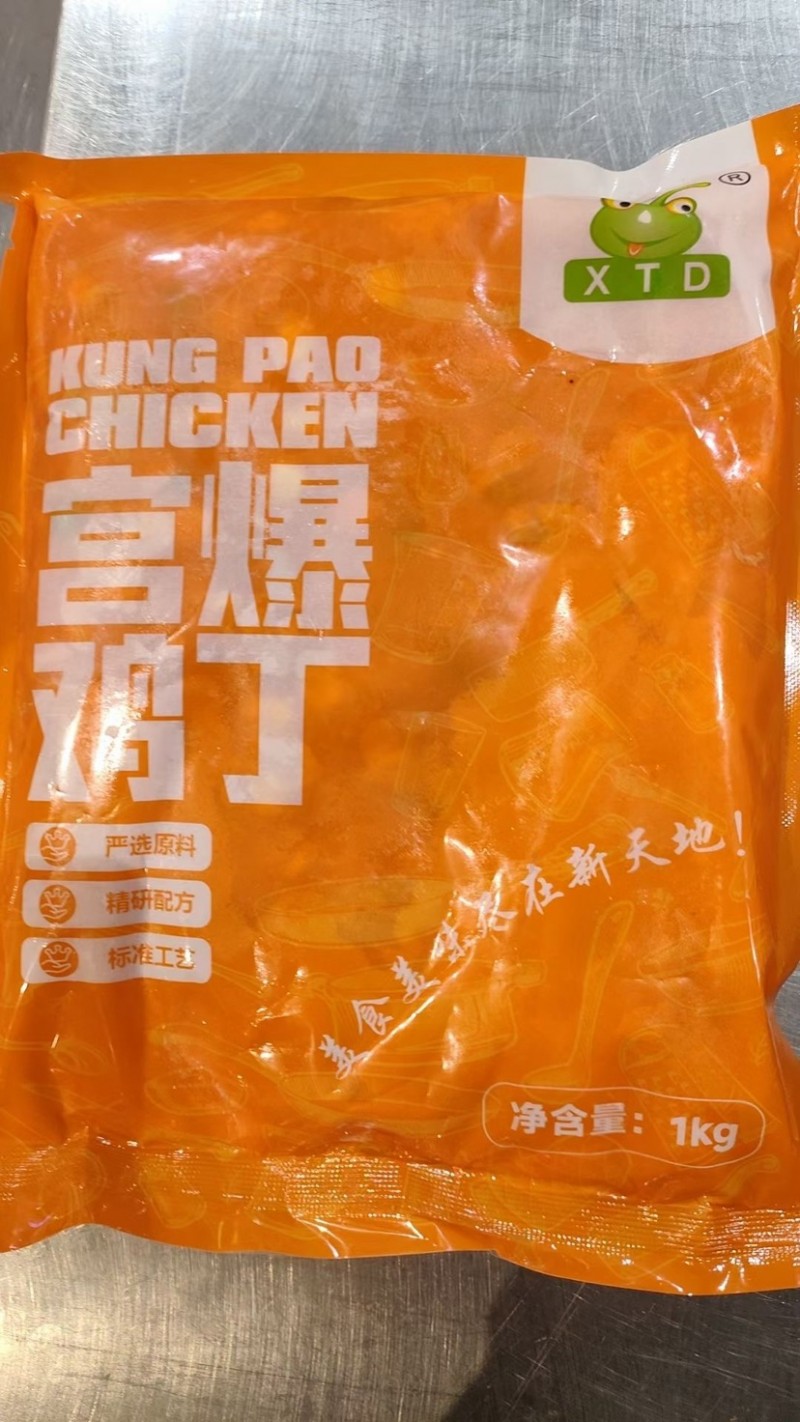 ®
XTD
KUNG PAO
CHICKEN
宫爆
鸡丁
严选原料
精研配方
标准工艺
美食美味尽在新天地！
净含量：1kg